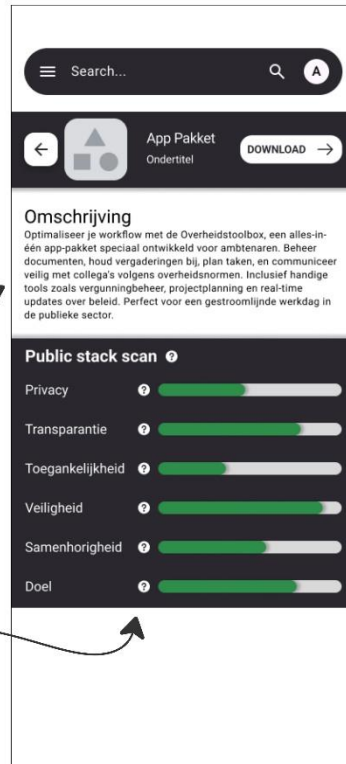 Search...
A
App Pakket
Ondertitel
DOWNLOAD
Omschrijving
Optimaliseer je workflow met de Overheidstoolbox, een alles-in-
één app-pakket speciaal ontwikkeld voor ambtenaren. Beheer
documenten, houd vergaderingen bij, plan taken, en communiceer
veilig met collega's volgens overheidsnormen. Inclusief handige
tools zoals vergunningbeheer, projectplanning en real-time
updates over beleid. Perfect voor een gestroomlijnde werkdag in
de publieke sector.
Public stack scan ?
Privacy ?
Transparantie ?
Toegankelijkheid ?
Veiligheid ?
Samenhorigheid ?
Doel ?